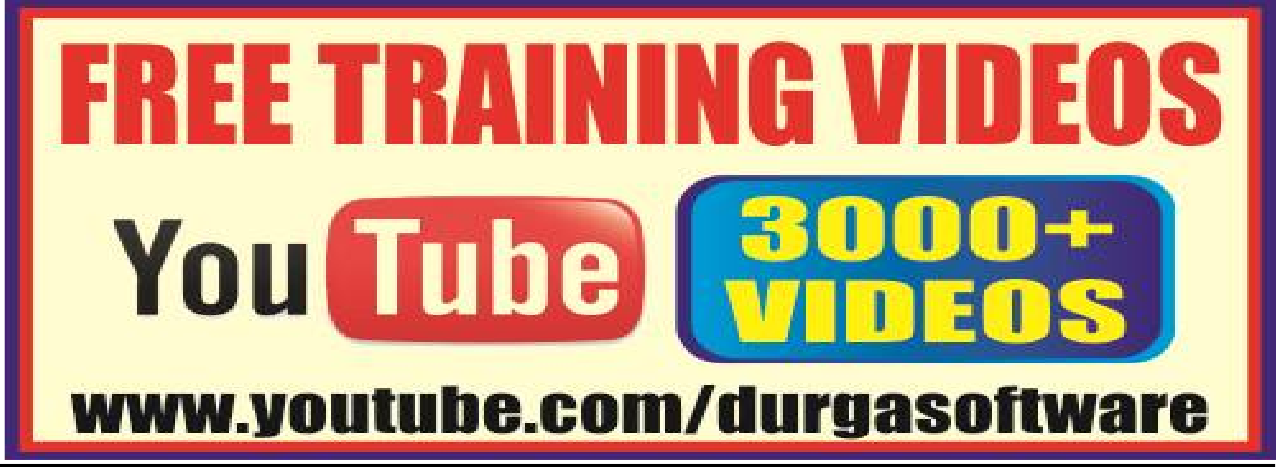 FREE TRAINING VIDEOS
YouTube
3000+
VIDEOS
www.youtube.com/durgasoftware